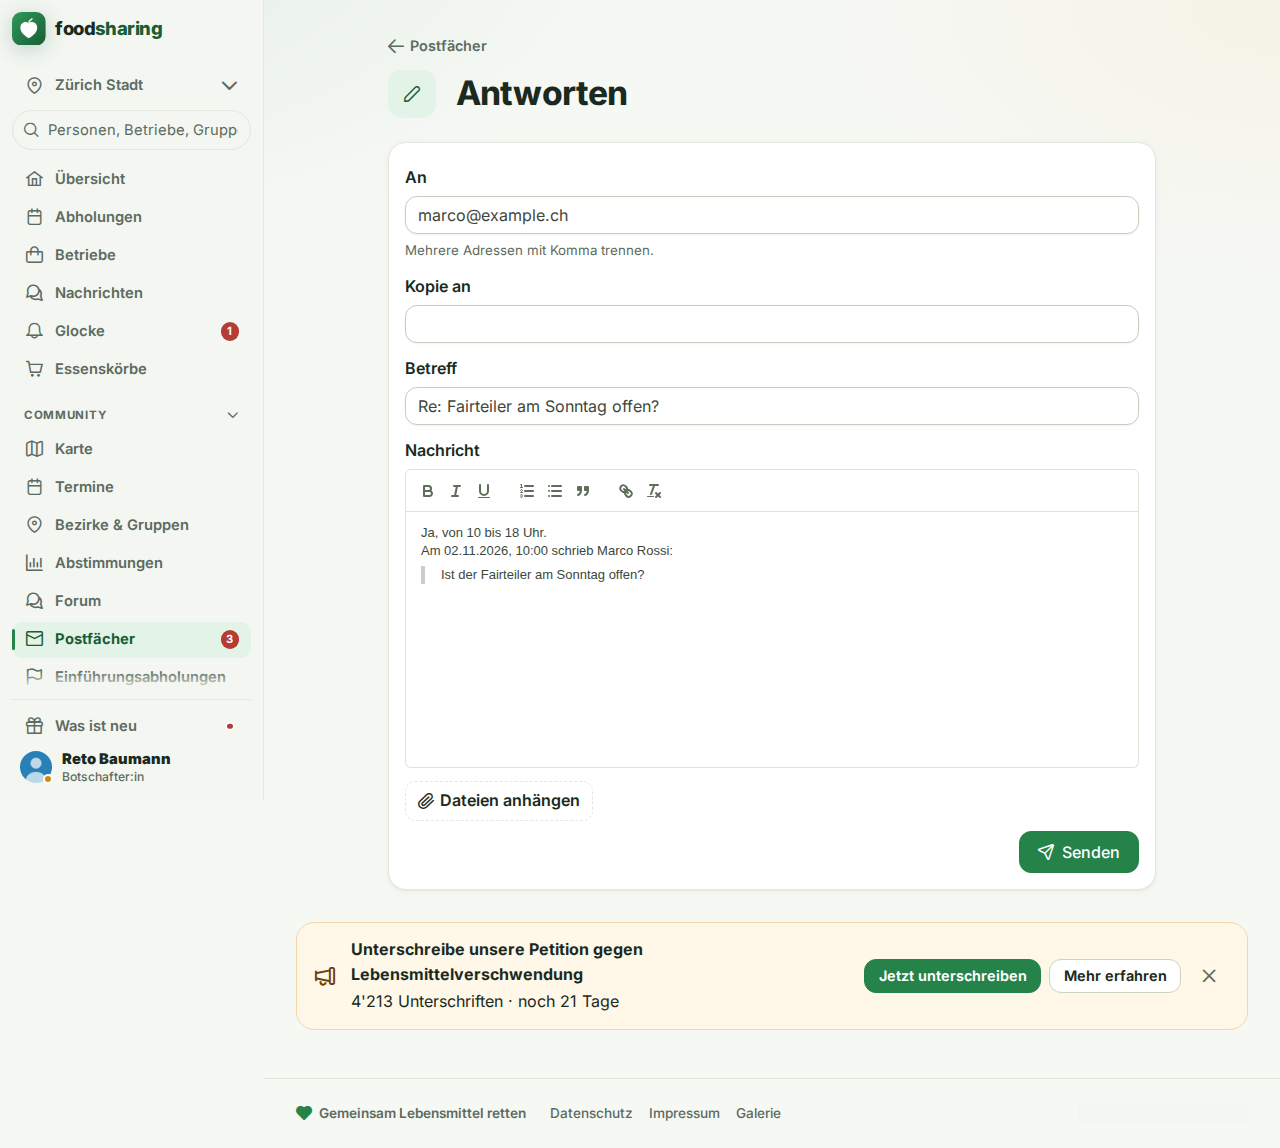 foodsharing
Zürich Stadt
Personen, Betriebe, Grupp
Übersicht
Abholungen
Betriebe
Nachrichten
Glocke 1
Essenskörbe
COMMUNITY
Karte
Termine
Bezirke & Gruppen
Abstimmungen
Forum
Postfächer 3
Einführungsabholungen
Was ist neu
Reto Baumann
Botschafter:in
Postfächer
Antworten
An
marco@example.ch
Mehrere Adressen mit Komma trennen.
Kopie an
Betreff
Re: Fairteiler am Sonntag offen?
Nachricht
Ja, von 10 bis 18 Uhr.
Am 02.11.2026, 10:00 schrieb Marco Rossi:
Ist der Fairteiler am Sonntag offen?
Dateien anhängen
Senden
Unterschreibe unsere Petition gegen
Lebensmittelverschwendung
4'213 Unterschriften · noch 21 Tage
Jetzt unterschreiben
Mehr erfahren
Gemeinsam Lebensmittel retten
Datenschutz
Impressum
Galerie